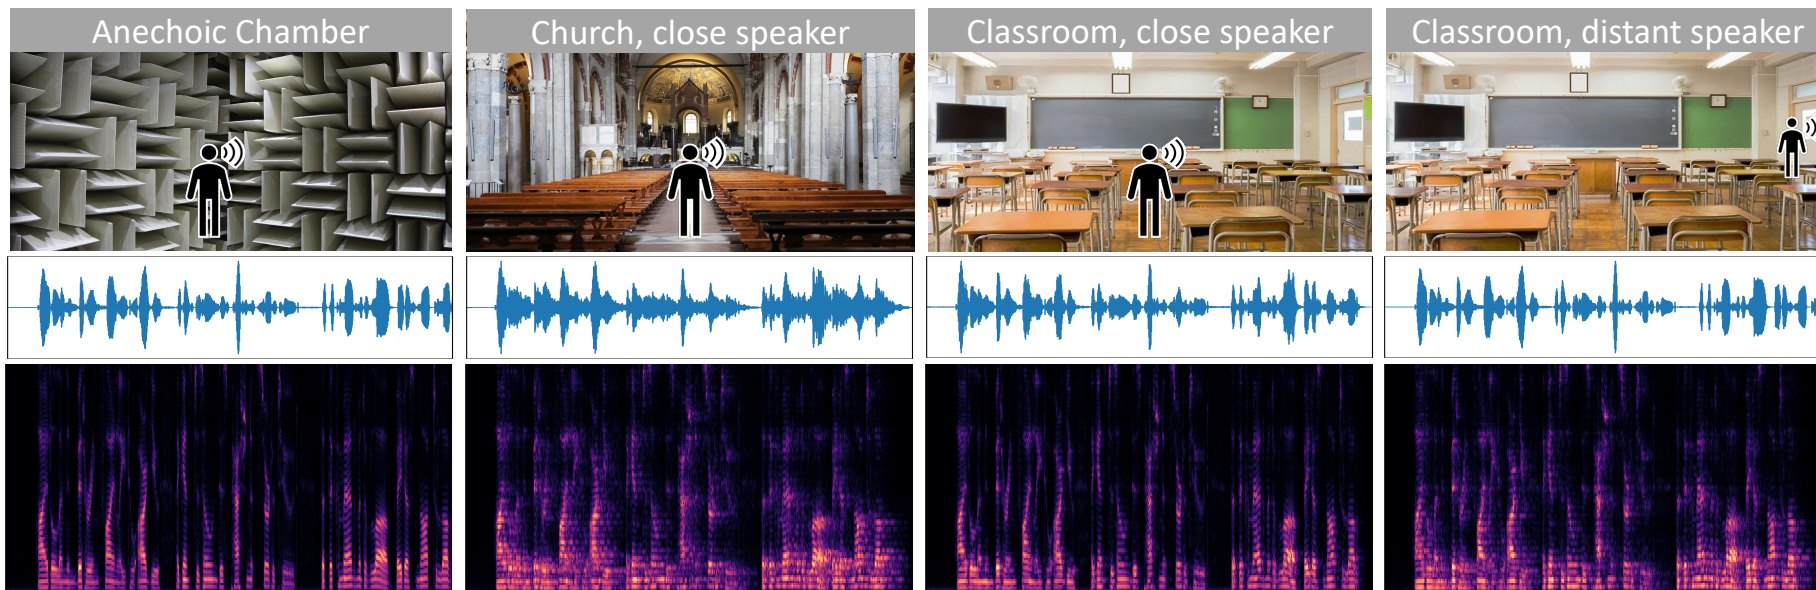 Anechoic Chamber
Church, close speaker
Classroom, close speaker
Classroom, distant speaker